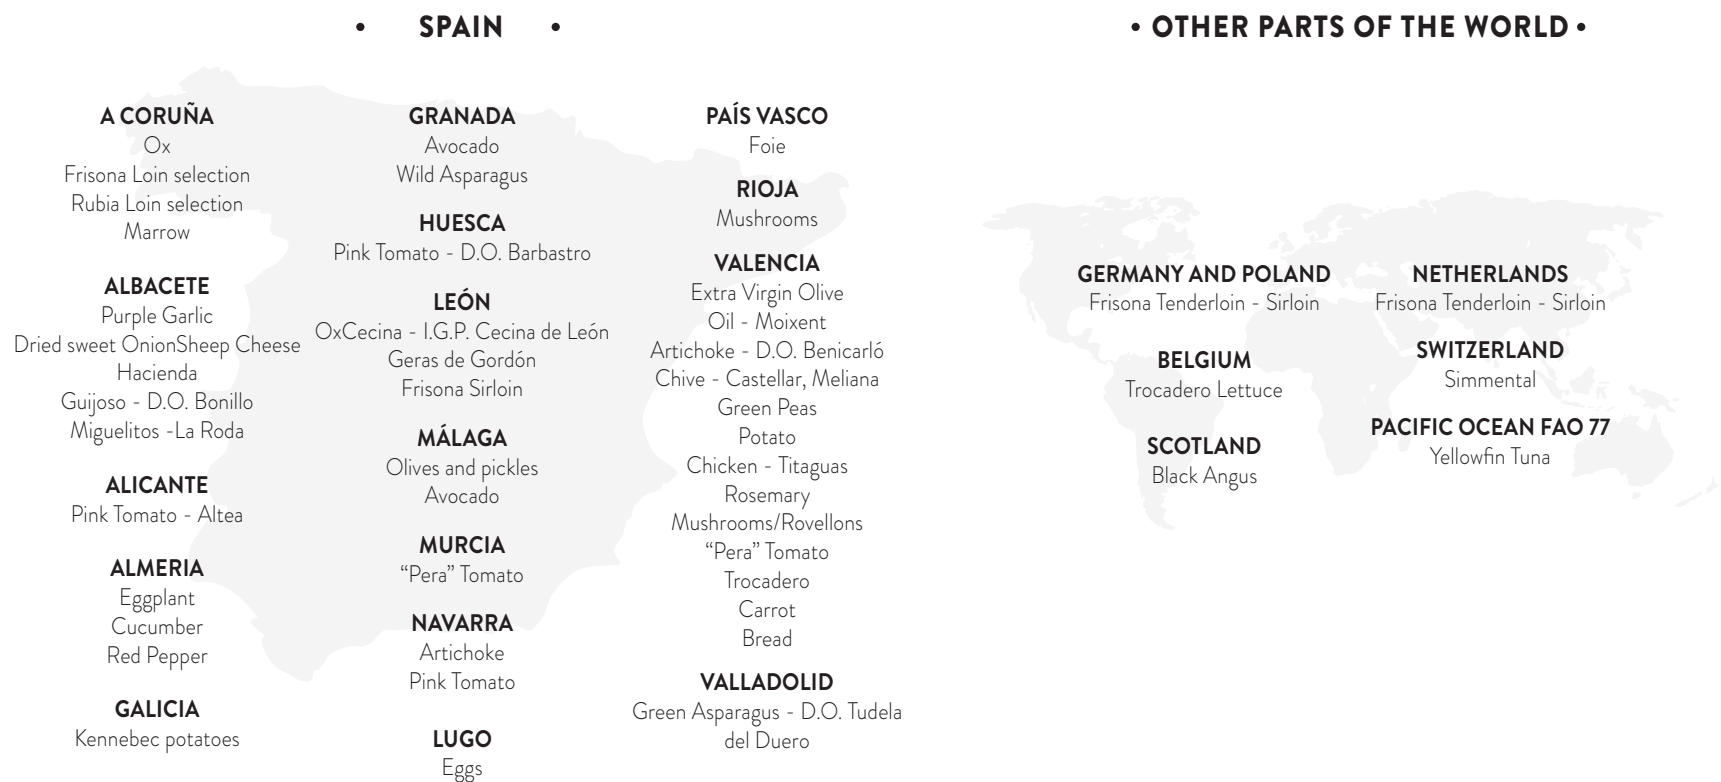 • SPAIN •
A CORUÑA
Ox
Frisona Loin selection
Rubia Loin selection
Marrow
ALBACETE
Purple Garlic
Dried sweet OnionSheep Cheese
Hacienda
Guijoso - D.O. Bonillo
Miguelitos -La Roda
ALICANTE
Pink Tomato - Altea
ALMERIA
Eggplant
Cucumber
Red Pepper
GALICIA
Kennebec potatoes
GRANADA
Avocado
Wild Asparagus
HUESCA
Pink Tomato - D.O. Barbastro
LEÓN
OxCecina - I.G.P. Cecina de León
Geras de Gordón
Frisona Sirloin
MÁLAGA
Olives and pickles
Avocado
MURCIA
“Pera” Tomato
NAVARRA
Artichoke
Pink Tomato
LUGO
Eggs
PAÍS VASCO
Foie
RIOJA
Mushrooms
VALENCIA
Extra Virgin Olive
Oil - Moixent
Artichoke - D.O. Benicarló
Chive - Castellar, Meliana
Green Peas
Potato
Chicken - Titaguas
Rosemary
Mushrooms/Rovellons
“Pera” Tomato
Trocadero
Carrot
Bread
VALLADOLID
Green Asparagus - D.O. Tudela
del Duero
• OTHER PARTS OF THE WORLD •
GERMANY AND POLAND
Frisona Tenderloin - Sirloin
BELGIUM
Trocadero Lettuce
SCOTLAND
Black Angus
NETHERLANDS
Frisona Tenderloin - Sirloin
SWITZERLAND
Simmental
PACIFIC OCEAN FAO 77
Yellowfin Tuna